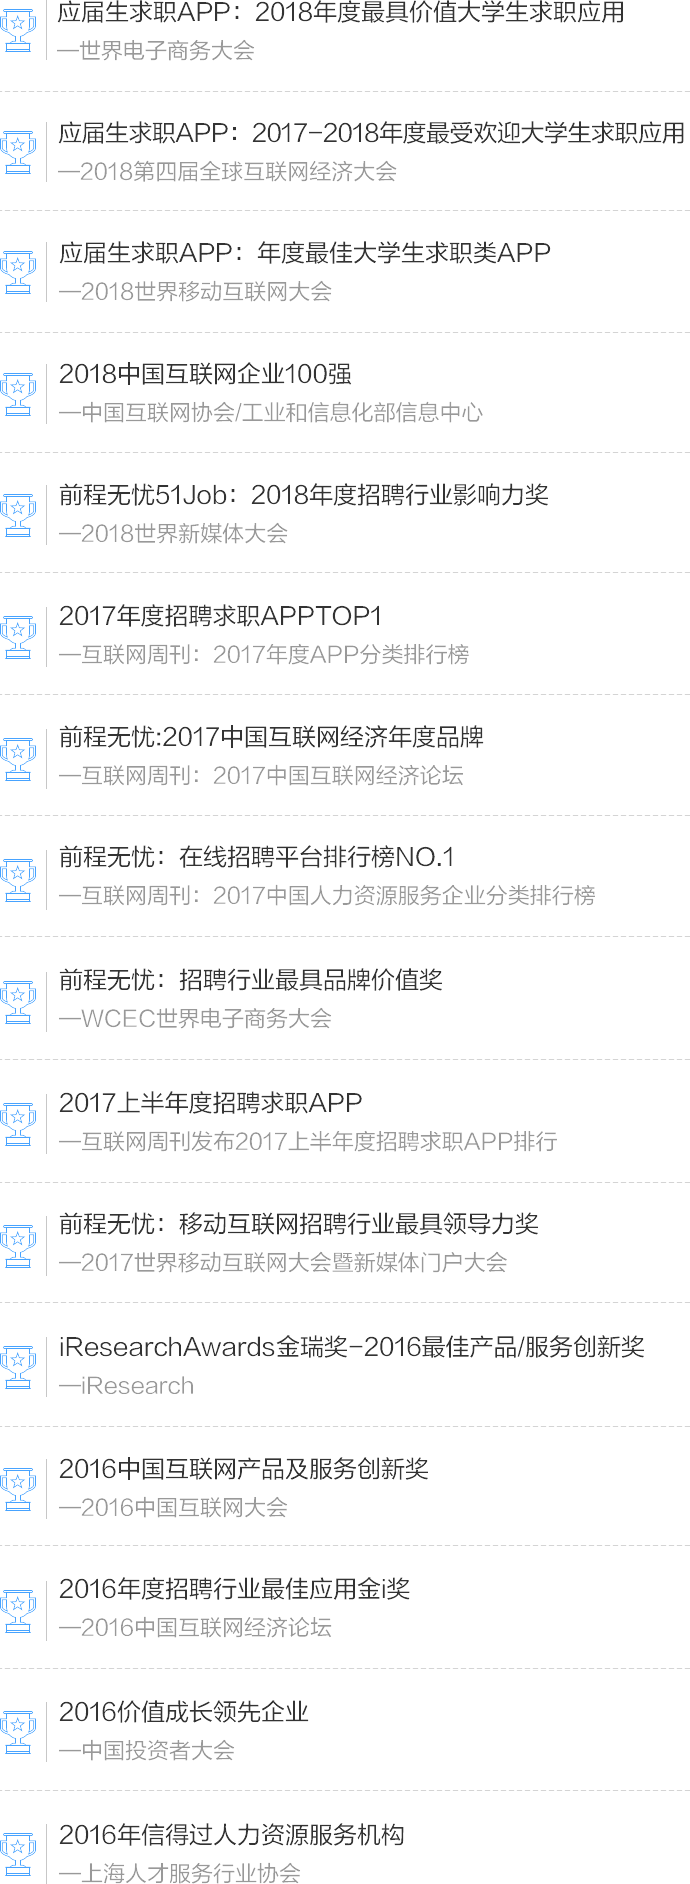 应届生求职APP：2018年度最具价值大学生求职应用
—世界电子商务大会
应届生求职APP：2017-2018年度最受欢迎大学生求职应用
—2018第四届全球互联网经济大会
应届生求职APP：年度最佳大学生求职类APP
—2018世界移动互联网大会
2018中国互联网企业100强
—中国互联网协会/工业和信息化部信息中心
前程无忧51Job：2018年度招聘行业影响力奖
—2018世界新媒体大会
2017年度招聘求职APPTOP1
—互联网周刊：2017年度APP分类排行榜
前程无忧:2017中国互联网经济年度品牌
—互联网周刊：2017中国互联网经济论坛
前程无忧：在线招聘平台排行榜NO.1
—互联网周刊：2017中国人力资源服务企业分类排行榜
前程无忧：招聘行业最具品牌价值奖
—WCEC世界电子商务大会
2017上半年度招聘求职APP
—互联网周刊发布2017上半年度招聘求职APP排行
前程无忧：移动互联网招聘行业最具领导力奖
—2017世界移动互联网大会暨新媒体门户大会
iResearchAwards金瑞奖-2016最佳产品/服务创新奖
—iResearch
2016中国互联网产品及服务创新奖
—2016中国互联网大会
2016年度招聘行业最佳应用金i奖
—2016中国互联网经济论坛
2016价值成长领先企业
—中国投资者大会
2016年信得过人力资源服务机构
—上海人才服务行业协会